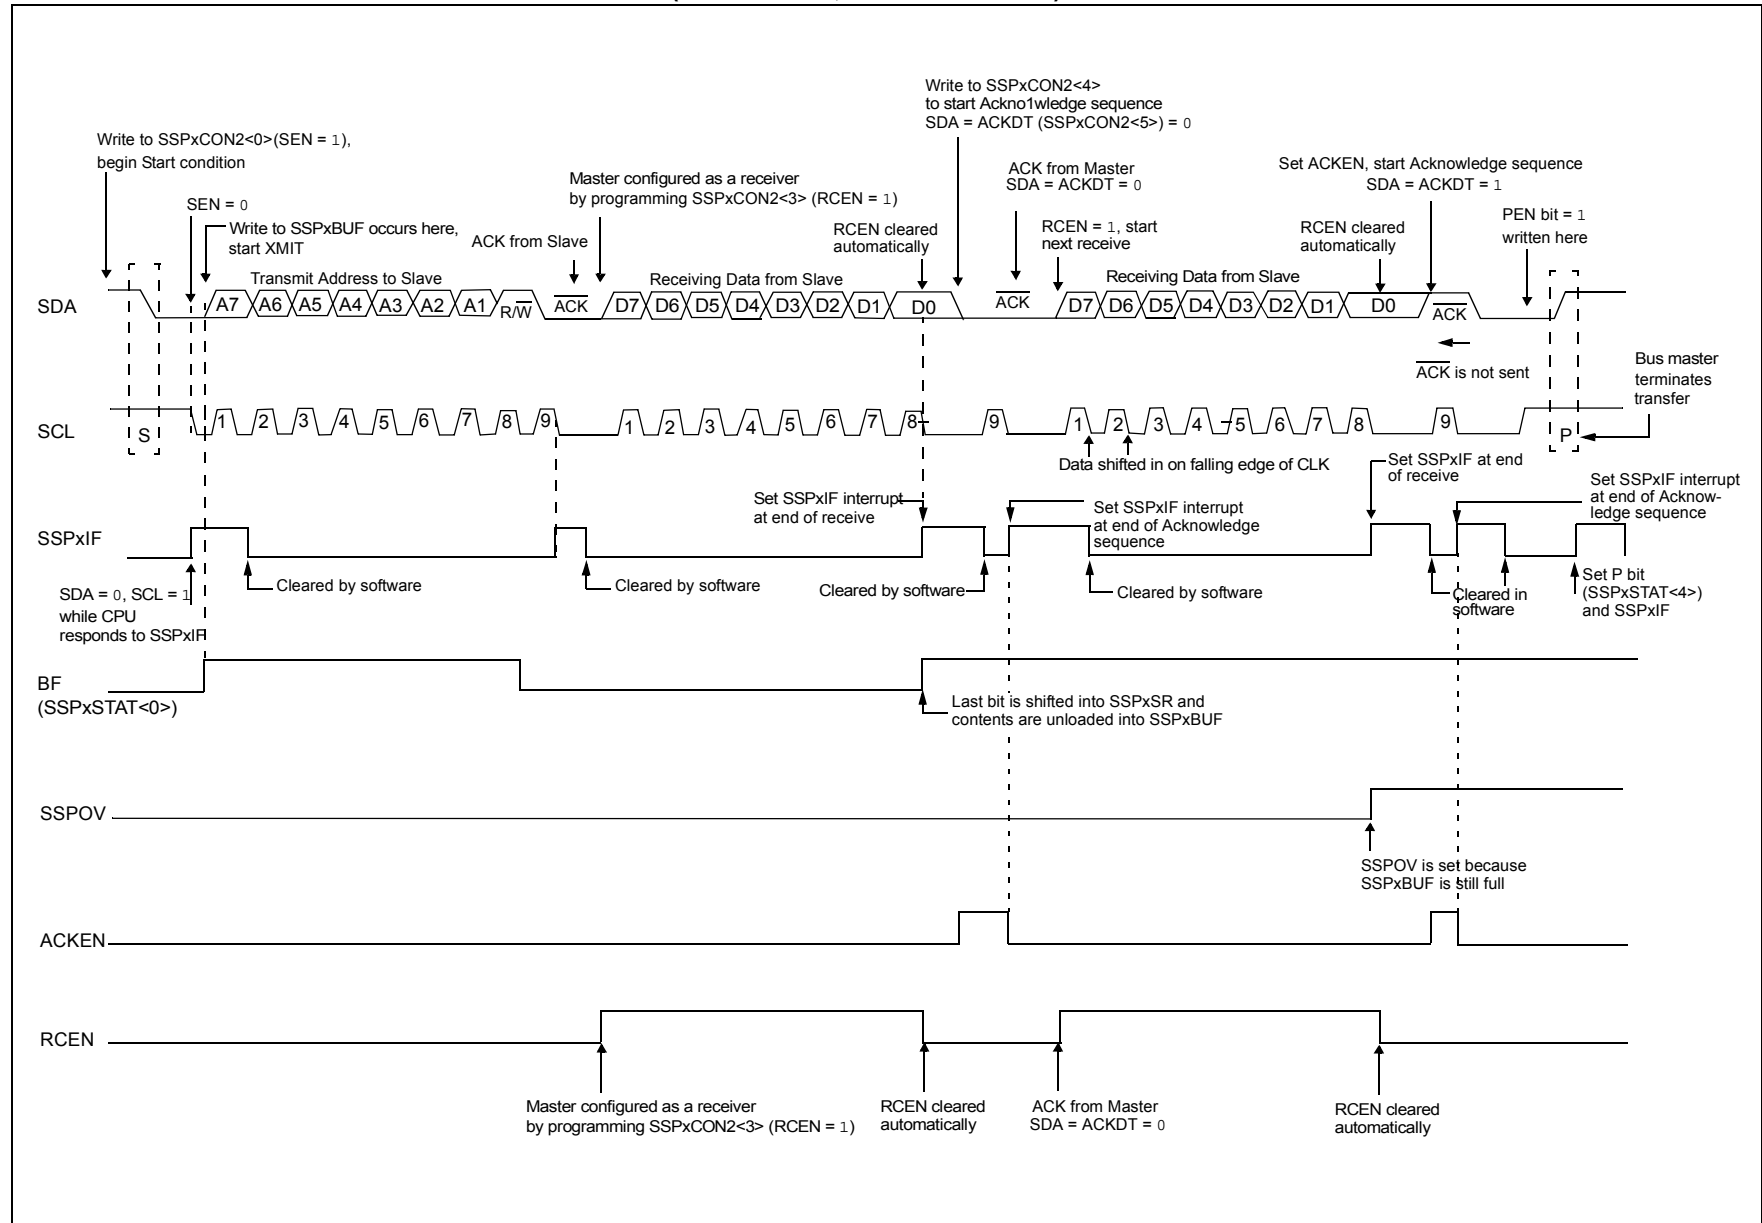 Write to SSPxCON2<4>
to start Ackno1wledge sequence
SDA = ACKDT (SSPxCON2<5>) = 0
Write to SSPxCON2<0>(SEN = 1),
begin Start condition
ACK from Master
SDA = ACKDT = 0
Set ACKEN, start Acknowledge sequence
SDA = ACKDT = 1
Master configured as a receiver
by programming SSPxCON2<3> (RCEN = 1)
SEN = 0
Write to SSPxBUF occurs here,
start XMIT
ACK from Slave
RCEN cleared
automatically
RCEN = 1, start
next receive
RCEN cleared
automatically
PEN bit = 1
written here
Transmit Address to Slave
Receiving Data from Slave
Receiving Data from Slave
SDA
A7 A6 A5 A4 A3 A2 A1 R/W ACK D7 D6 D5 D4 D3 D2 D1 D0 ACK D7 D6 D5 D4 D3 D2 D1 D0 ACK
ACK is not sent
Bus master
terminates
transfer
SCL
S 1 2 3 4 5 6 7 8 9 1 2 3 4 5 6 7 8 9 1 2 3 4 5 6 7 8 9 P
Data shifted in on falling edge of CLK
Set SSPxIF at end
of receive
Set SSPxIF interrupt
at end of receive
Set SSPxIF interrupt
at end of Acknowledge
sequence
Set SSPxIF interrupt
at end of Acknow-
ledge sequence
SSPxIF
SDA = 0, SCL = 1
while CPU
responds to SSPxIF
Cleared by software
Cleared by software
Cleared by software
Cleared by software
Cleared in
software
Set P bit
(SSPxSTAT<4>)
and SSPxIF
BF
(SSPxSTAT<0>)
Last bit is shifted into SSPxSR and
contents are unloaded into SSPxBUF
SSPOV
SSPOV is set because
SSPxBUF is still full
ACKEN
RCEN
Master configured as a receiver
by programming SSPxCON2<3> (RCEN = 1)
RCEN cleared
automatically
ACK from Master
SDA = ACKDT = 0
RCEN cleared
automatically